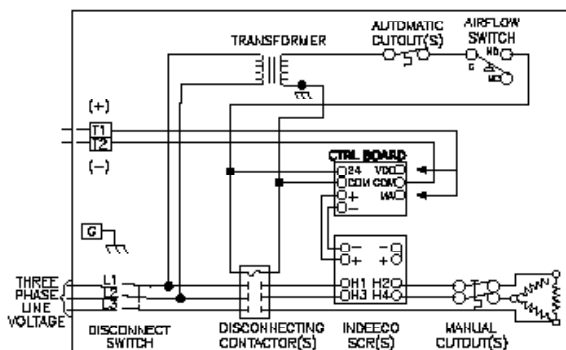 AUTOMATIC
CUTOUT(S)
AIRFLOW
SWITCH
TRANSFORMER
NO
C
NC
(+)
T1
T2
(-)
CTRL BOARD
24 VDC
COM COM
+ MA
-
G
- -
+ +
THREE
PHASE
LINE
VOLTAGE
L1
L2
L3
H1 H2
H3 H4
DISCONNECT
SWITCH
DISCONNECTING
CONTACTOR(S)
INDEECO
SCR(S)
MANUAL
CUTOUT(S)